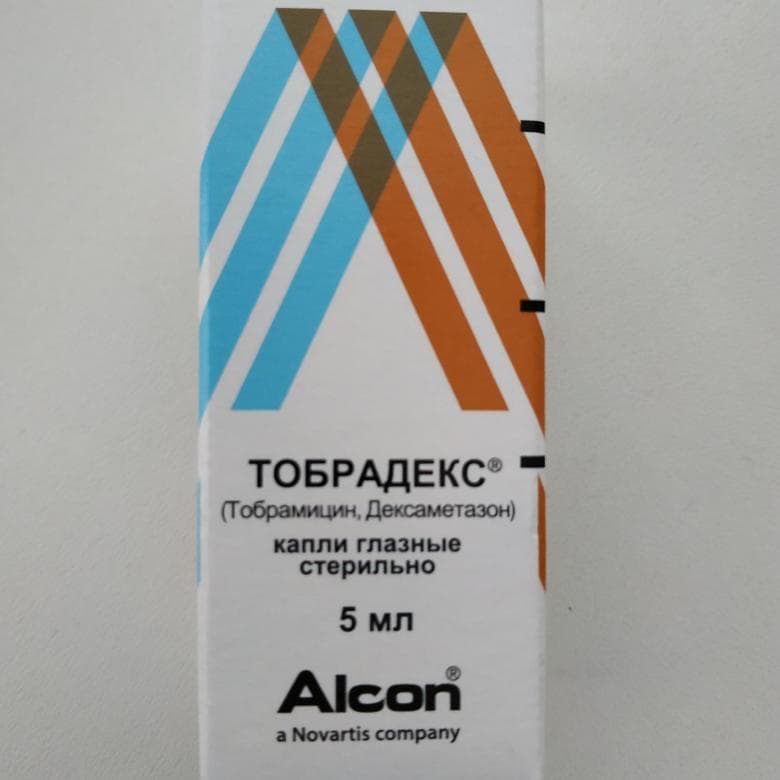 ТОБРАДЕКС®
(Тобрамицин, Дексаметазон)
капли глазные
стерильно
5 мл
Alcon®
a Novartis company